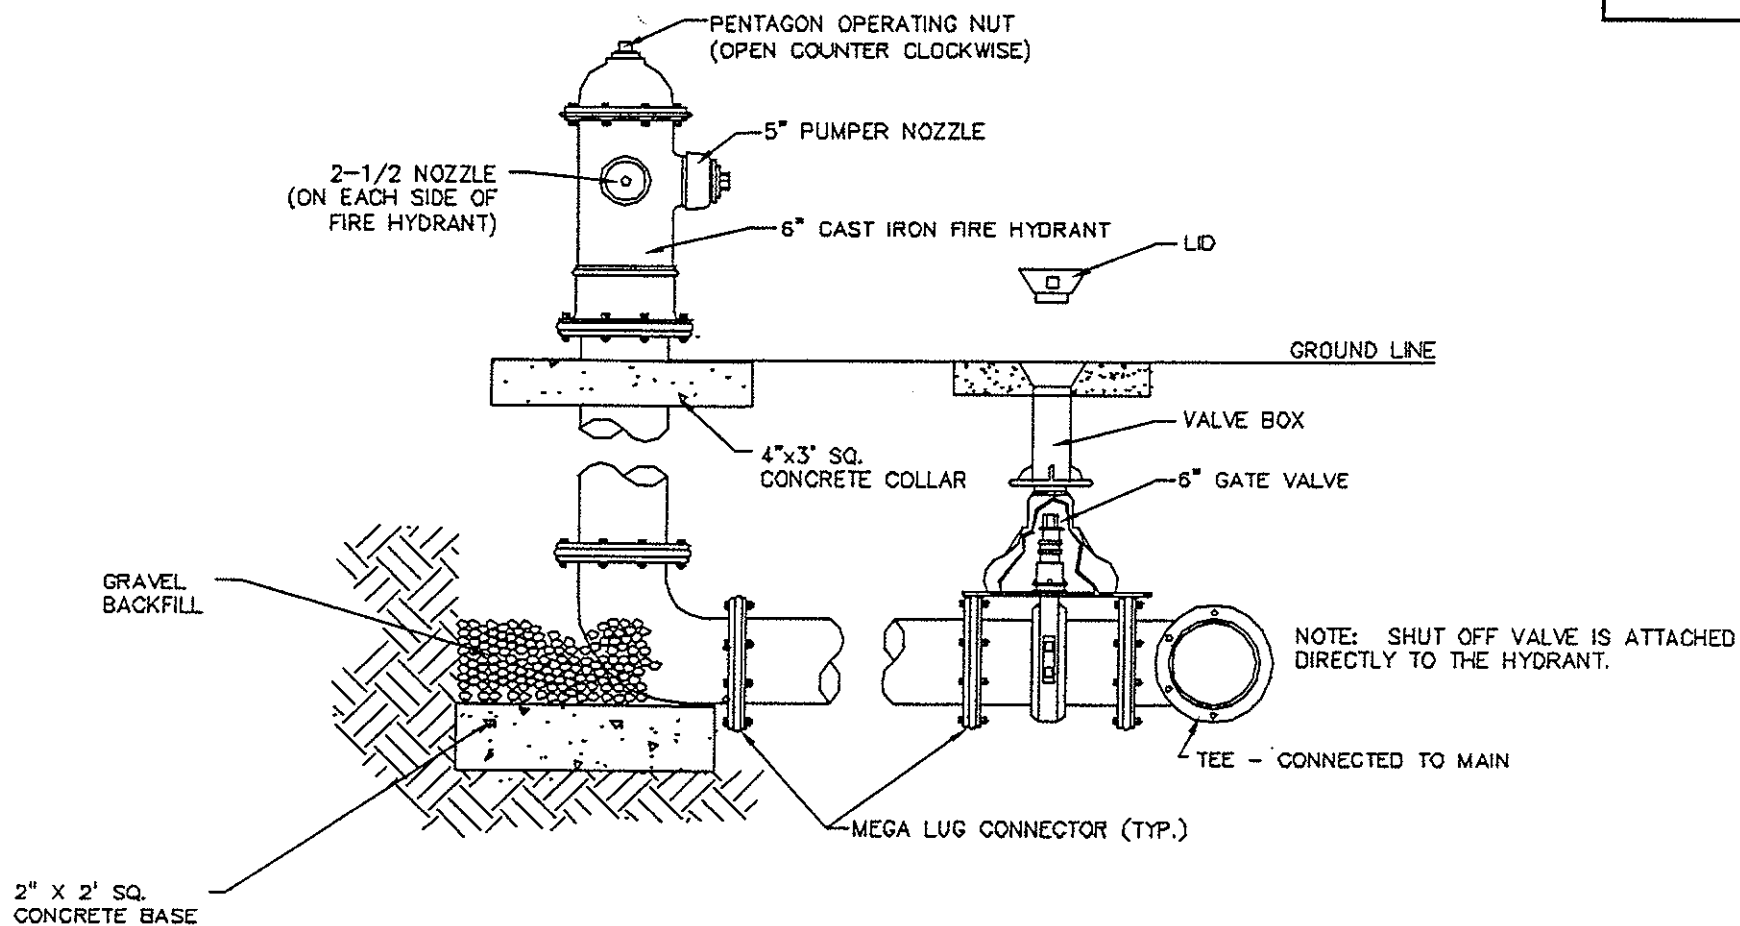 PENTAGON OPERATING NUT
(OPEN COUNTER CLOCKWISE)
5" PUMPER NOZZLE
2-1/2 NOZZLE
(ON EACH SIDE OF
FIRE HYDRANT)
6" CAST IRON FIRE HYDRANT
LID
GROUND LINE
VALVE BOX
4"x3' SQ.
CONCRETE COLLAR
6" GATE VALVE
GRAVEL
BACKFILL
NOTE: SHUT OFF VALVE IS ATTACHED
DIRECTLY TO THE HYDRANT.
TEE - CONNECTED TO MAIN
MEGA LUG CONNECTOR (TYP.)
2" X 2' SQ.
CONCRETE BASE